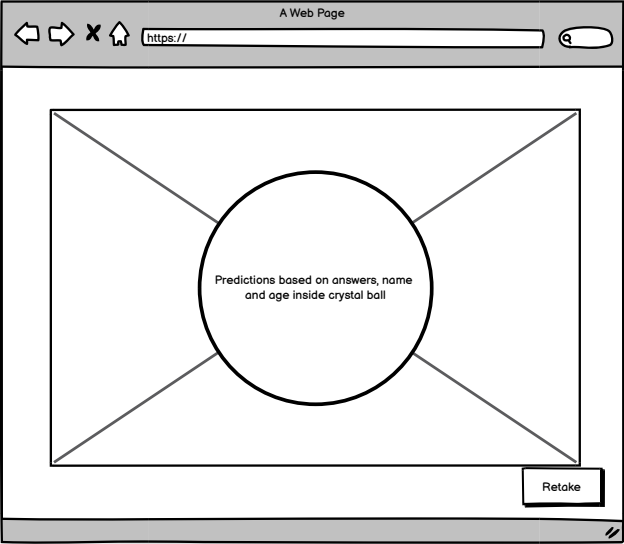 A Web Page
https://
Predictions based on answers, name
and age inside crystal ball
Retake